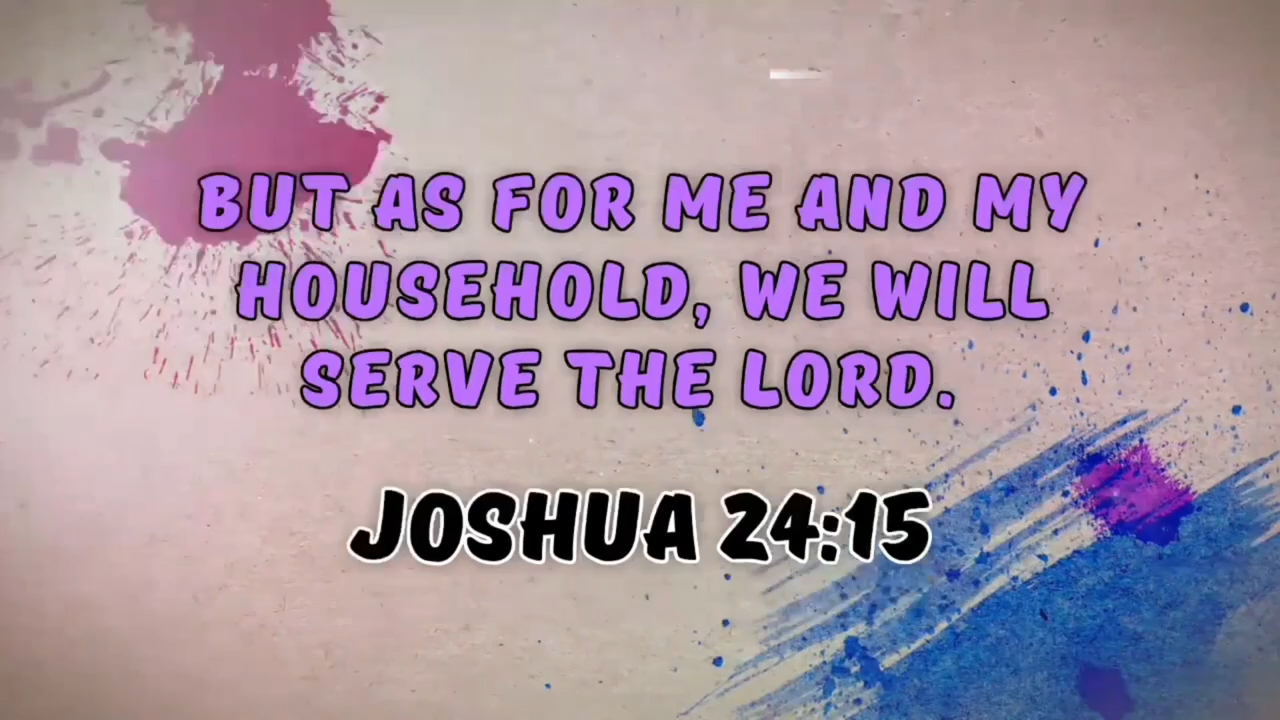 BUT AS FOR ME AND MY
HOUSEHOLD, WE WILL
SERVE THE LORD.
JOSHUA 24:15